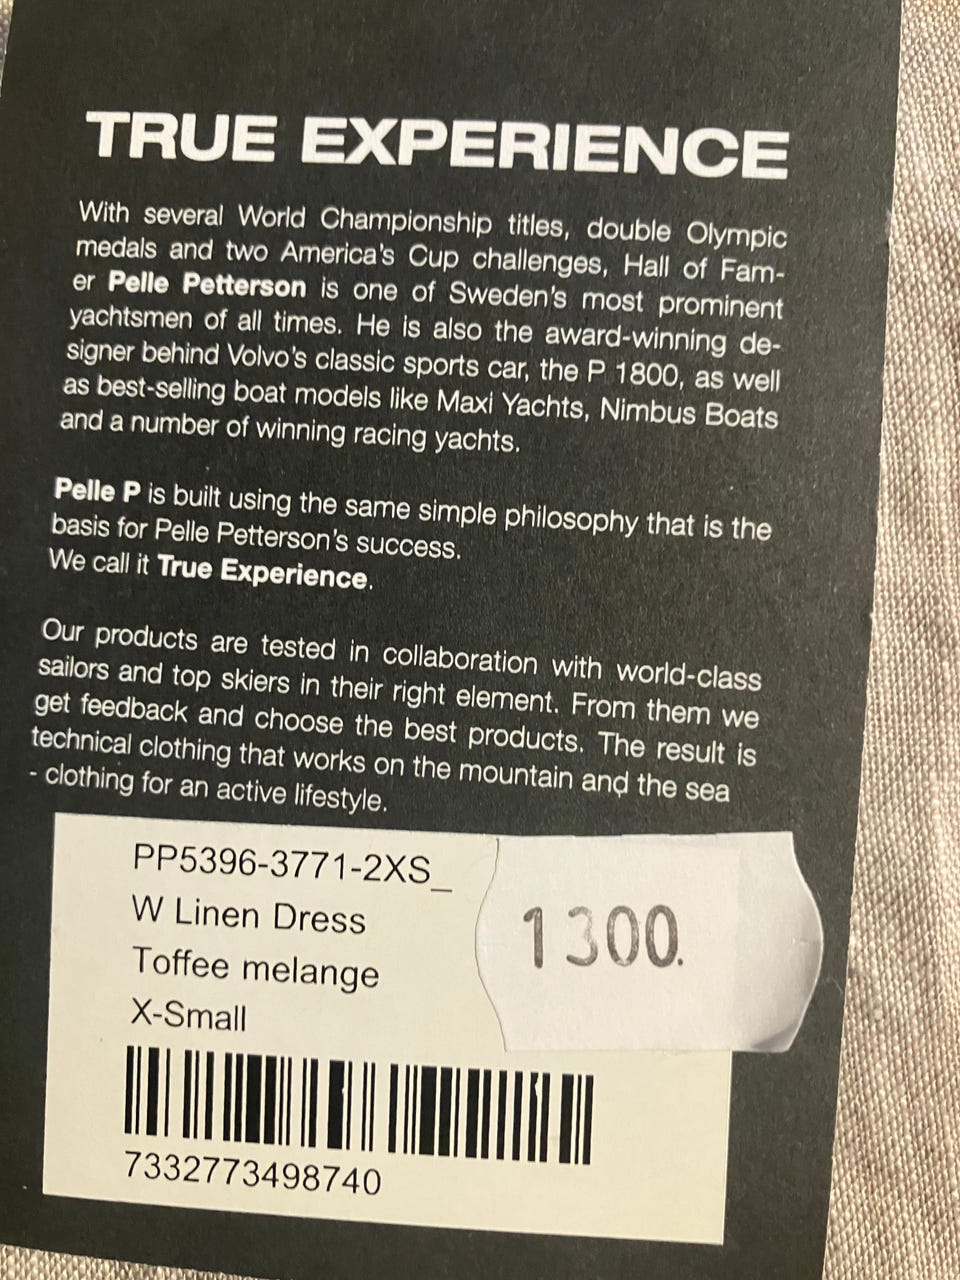 TRUE EXPERIENCE
With several World Championship titles, double Olympic
medals and two America's Cup challenges, Hall of Fam-
er Pelle Petterson is one of Sweden's most prominent
yachtsmen of all times. He is also the award-winning de-
signer behind Volvo's classic sports car, the P 1800, as well
as best-selling boat models like Maxi Yachts, Nimbus Boats
and a number of winning racing yachts.
Pelle P is built using the same simple philosophy that is the
basis for Pelle Petterson's success.
We call it True Experience.
Our products are tested in collaboration with world-class
sailors and top skiers in their right element. From them we
get feedback and choose the best products. The result is
technical clothing that works on the mountain and the sea
- clothing for an active lifestyle.
PP5396-3771-2XS_
W Linen Dress
Toffee melange
X-Small
1300.
7332773498740